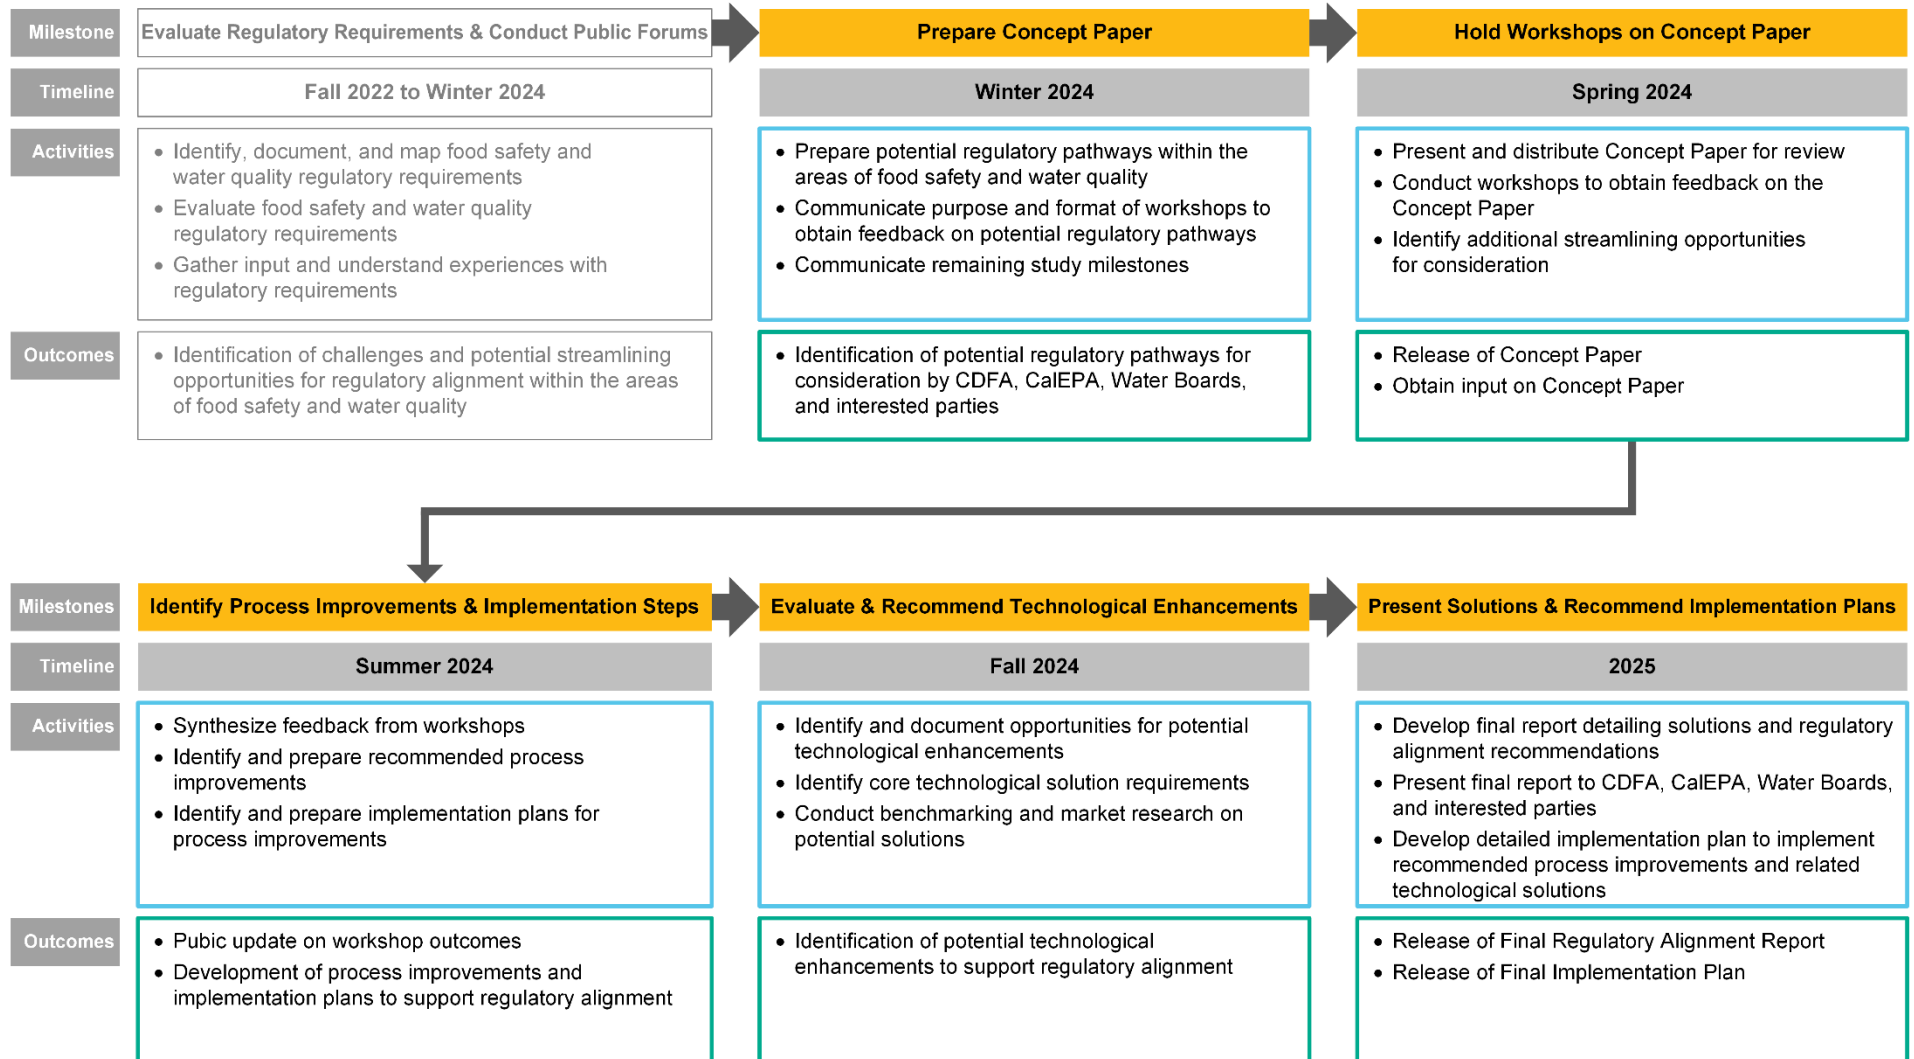 Milestone
Evaluate Regulatory Requirements & Conduct Public Forums
Prepare Concept Paper
Hold Workshops on Concept Paper
Timeline
Fall 2022 to Winter 2024
Winter 2024
Spring 2024
Activities
• Identify, document, and map food safety and
water quality regulatory requirements
• Evaluate food safety and water quality
regulatory requirements
• Gather input and understand experiences with
regulatory requirements
• Prepare potential regulatory pathways within the
areas of food safety and water quality
• Communicate purpose and format of workshops to
obtain feedback on potential regulatory pathways
• Communicate remaining study milestones
• Present and distribute Concept Paper for review
• Conduct workshops to obtain feedback on the
Concept Paper
• Identify additional streamlining opportunities
for consideration
Outcomes
• Identification of challenges and potential streamlining
opportunities for regulatory alignment within the areas
of food safety and water quality
• Identification of potential regulatory pathways for
consideration by CDFA, CalEPA, Water Boards,
and interested parties
• Release of Concept Paper
• Obtain input on Concept Paper
Milestones
Identify Process Improvements & Implementation Steps
Evaluate & Recommend Technological Enhancements
Present Solutions & Recommend Implementation Plans
Timeline
Summer 2024
Fall 2024
2025
Activities
• Synthesize feedback from workshops
• Identify and prepare recommended process
improvements
• Identify and prepare implementation plans for
process improvements
• Identify and document opportunities for potential
technological enhancements
• Identify core technological solution requirements
• Conduct benchmarking and market research on
potential solutions
• Develop final report detailing solutions and regulatory
alignment recommendations
• Present final report to CDFA, CalEPA, Water Boards,
and interested parties
• Develop detailed implementation plan to implement
recommended process improvements and related
technological solutions
Outcomes
• Pubic update on workshop outcomes
• Development of process improvements and
implementation plans to support regulatory alignment
• Identification of potential technological
enhancements to support regulatory alignment
• Release of Final Regulatory Alignment Report
• Release of Final Implementation Plan